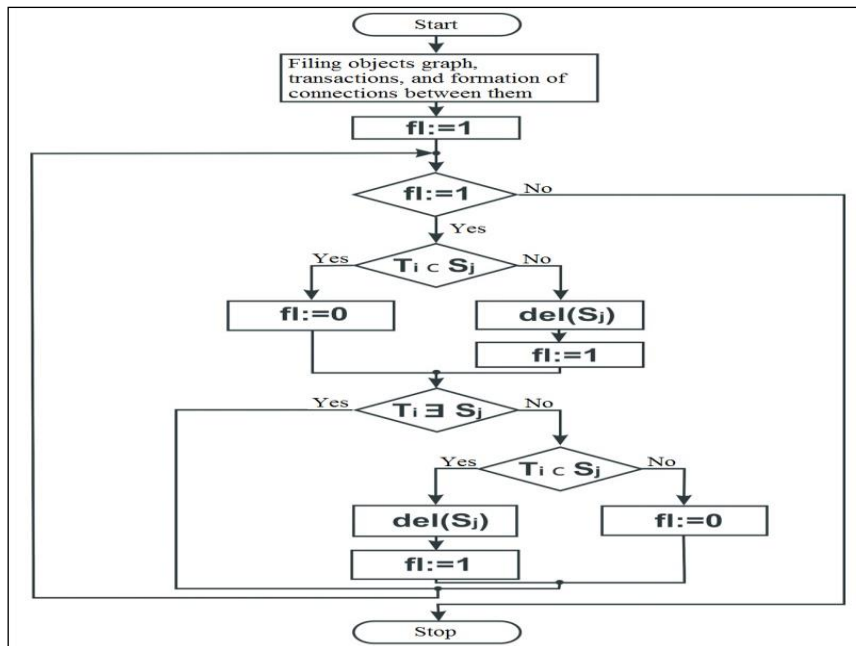 Start
Filing objects graph,
transactions, and formation of
connections between them
fl:=1
fl:=1
No
Yes
Yes
Ti ⊂ Sj
No
fl:=0
del(Sj)
fl:=1
Yes
Ti ∃ Sj
No
Yes
Ti ⊂ Sj
No
del(Sj)
fl:=0
fl:=1
Stop